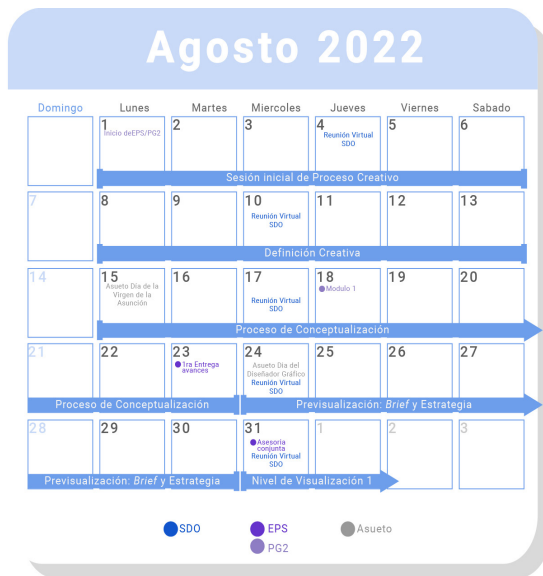 Agosto 2022
Domingo Lunes Martes Miercoles Jueves Viernes Sabado
1 2 3 4 5 6
Inicio deEPS/PG2
Reunión Virtual
SDO
Sesión inicial de Proceso Creativo
7 8 9 10 11 12 13
Reunión Virtual
SDO
Definición Creativa
14 15 16 17 18 19 20
Asueto Día de la
Virgen de la
Asunción
Reunión Virtual
SDO
Modulo 1
Proceso de Conceptualización
21 22 23 24 25 26 27
1ra Entrega
avances
Asueto Dia del
Diseñador Gráfico
Reunión Virtual
SDO
Proceso de Conceptualización
Previsualización: Brief y Estrategia
28 29 30 31 1 2 3
Asesoría
conjunta
Reunión Virtual
SDO
Previsualización: Brief y Estrategia
Nivel de Visualización 1
SDO EPS Asueto
PG2